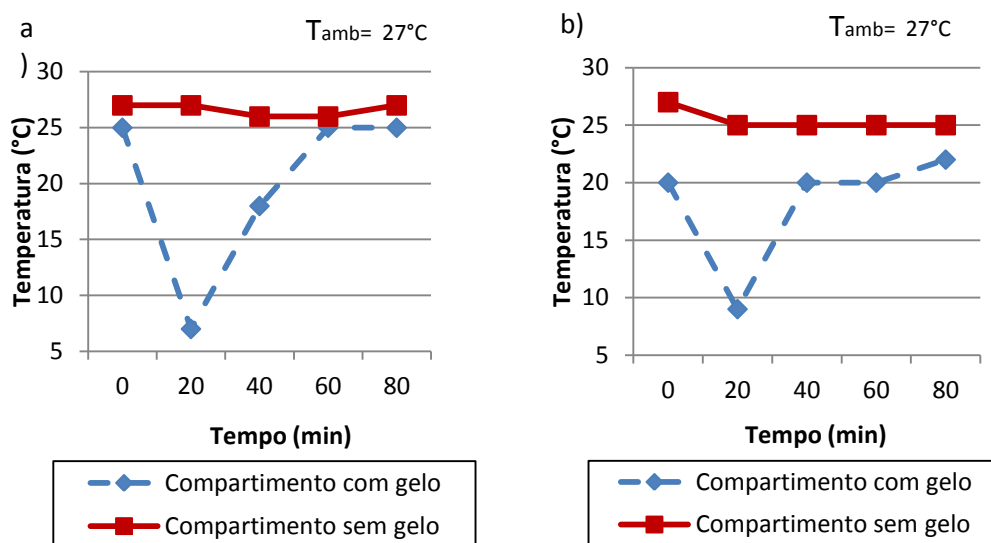 a
)
Tamb= 27°C
30
25
20
15
10
5
Temperatura (°C)
0 20 40 60 80
Tempo (min)
Compartimento com gelo
Compartimento sem gelo
b)
Tamb= 27°C
30
25
20
15
10
5
Temperatura (°C)
0 20 40 60 80
Tempo (min)
Compartimento com gelo
Compartimento sem gelo